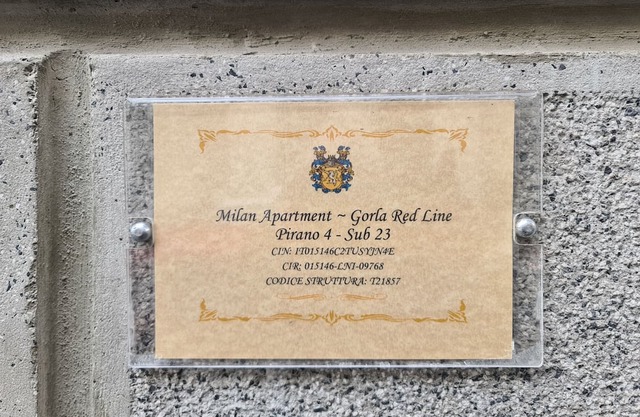 Milan Apartment ~ Gorla Red Line
Pirano 4 - Sub 23
CIN: IT015146C2TUSYJN4E
CIR: 015146-LNI-09768
CODICE STRUTTURA: T21857